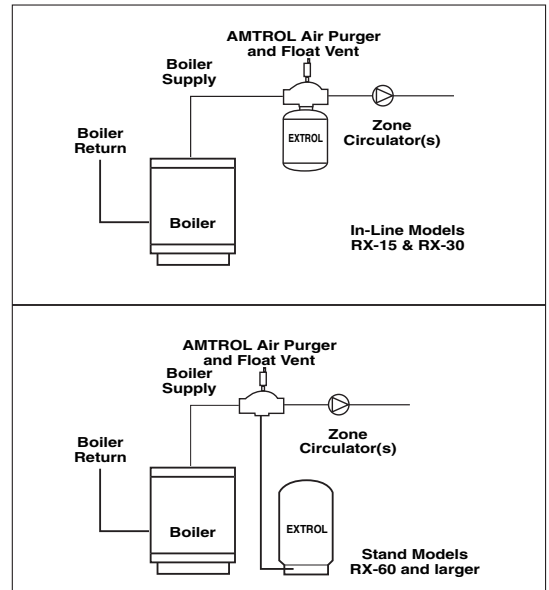 AMTROL Air Purger
and Float Vent
Boiler
Supply
Boiler
Return
EXTROL
Zone
Circulator(s)
Boiler
In-Line Models
RX-15 & RX-30
AMTROL Air Purger
and Float Vent
Boiler
Supply
Boiler
Return
Zone
Circulator(s)
Boiler
EXTROL
Stand Models
RX-60 and larger